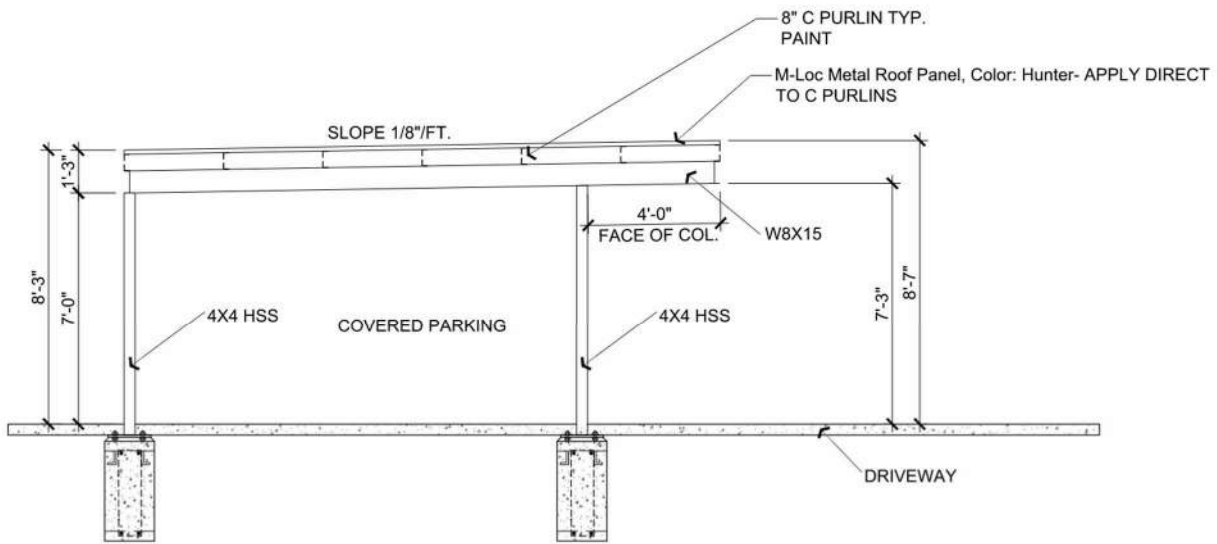 8" C PURLIN TYP.
PAINT
M-Loc Metal Roof Panel, Color: Hunter- APPLY DIRECT
TO C PURLINS
SLOPE 1/8"/FT.
1'-3"
8'-3"
7'-0"
4'-0"
FACE OF COL.
W8X15
7'-3"
8'-7"
4X4 HSS
COVERED PARKING
4X4 HSS
DRIVEWAY